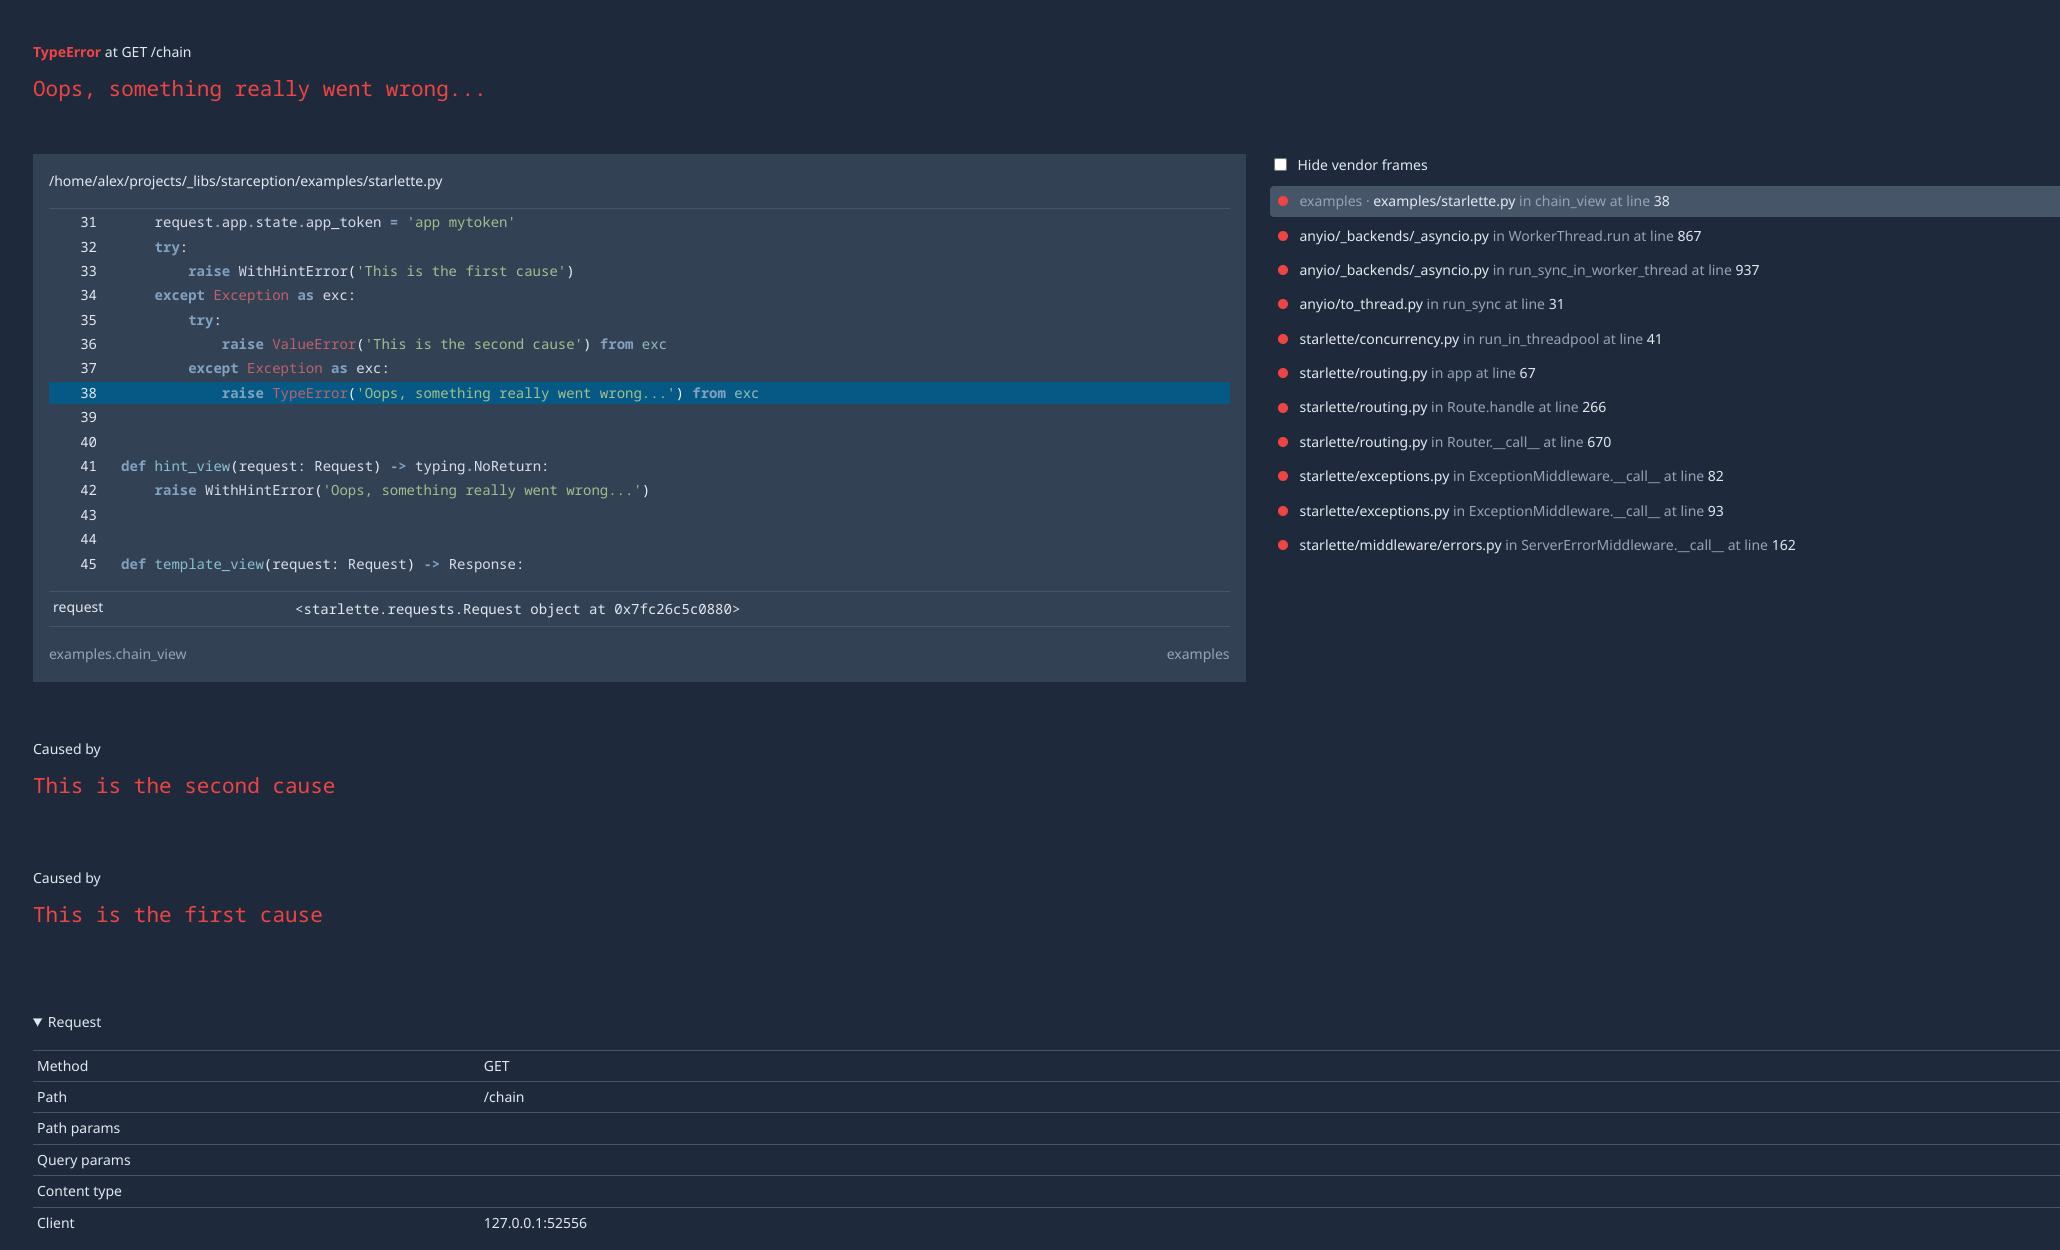 TypeError at GET /chain
Oops, something really went wrong...
/home/alex/projects/_libs/starception/examples/starlette.py
31 request.app.state.app_token = 'app mytoken'
32 try:
33 raise WithHintError('This is the first cause')
34 except Exception as exc:
35 try:
36 raise ValueError('This is the second cause') from exc
37 except Exception as exc:
38 raise TypeError('Oops, something really went wrong...') from exc
39
40
41 def hint_view(request: Request) -> typing.NoReturn:
42 raise WithHintError('Oops, something really went wrong...')
43
44
45 def template_view(request: Request) -> Response:
request <starlette.requests.Request object at 0x7fc26c5c0880>
examples.chain_view examples
Hide vendor frames
examples · examples/starlette.py in chain_view at line 38
anyio/_backends/_asyncio.py in WorkerThread.run at line 867
anyio/_backends/_asyncio.py in run_sync_in_worker_thread at line 937
anyio/to_thread.py in run_sync at line 31
starlette/concurrency.py in run_in_threadpool at line 41
starlette/routing.py in app at line 67
starlette/routing.py in Route.handle at line 266
starlette/routing.py in Router.__call__ at line 670
starlette/exceptions.py in ExceptionMiddleware.__call__ at line 82
starlette/exceptions.py in ExceptionMiddleware.__call__ at line 93
starlette/middleware/errors.py in ServerErrorMiddleware.__call__ at line 162
Caused by
This is the second cause
Caused by
This is the first cause
▼ Request
Method GET
Path /chain
Path params
Query params
Content type
Client 127.0.0.1:52556